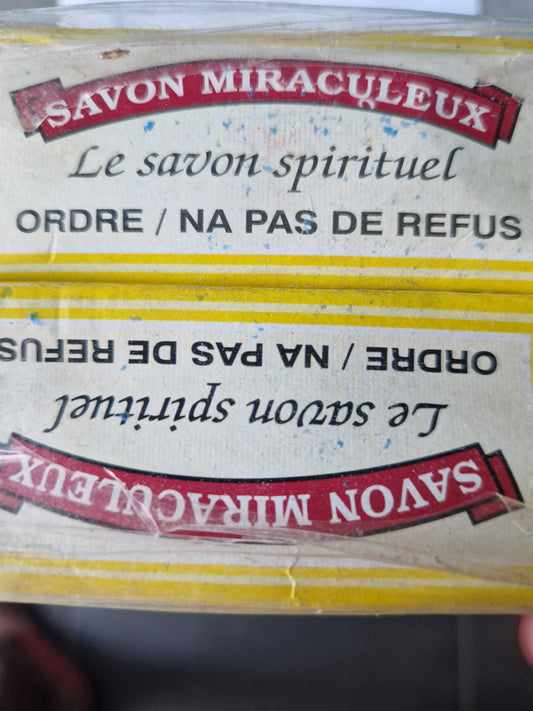 SAVON MIRACULEUX
Le savon spirituel
ORDRE / NA PAS DE REFUS
ORDRE / NA PAS DE REFUS
Le savon spirituel
SAVON MIRACULEUX